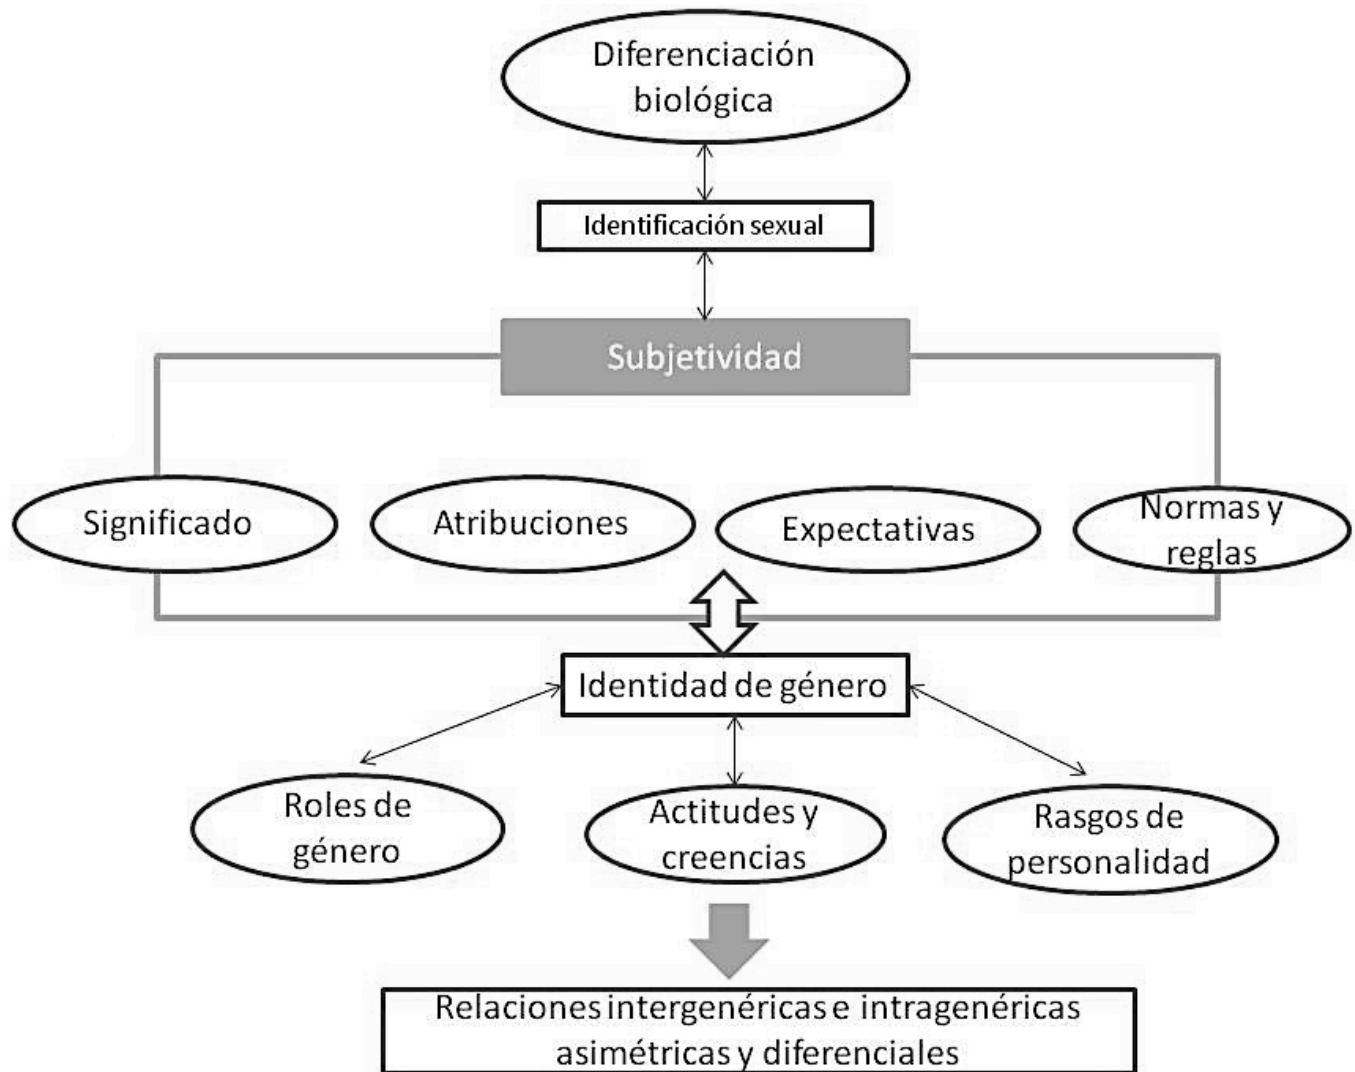 Diferenciación
biológica
Identificación sexual
Subjetividad
Significado
Atribuciones
Expectativas
Normas y
reglas
Identidad de género
Roles de
género
Actitudes y
creencias
Rasgos de
personalidad
Relaciones intergenéricas e intragenéricas
asimétricas y diferenciales